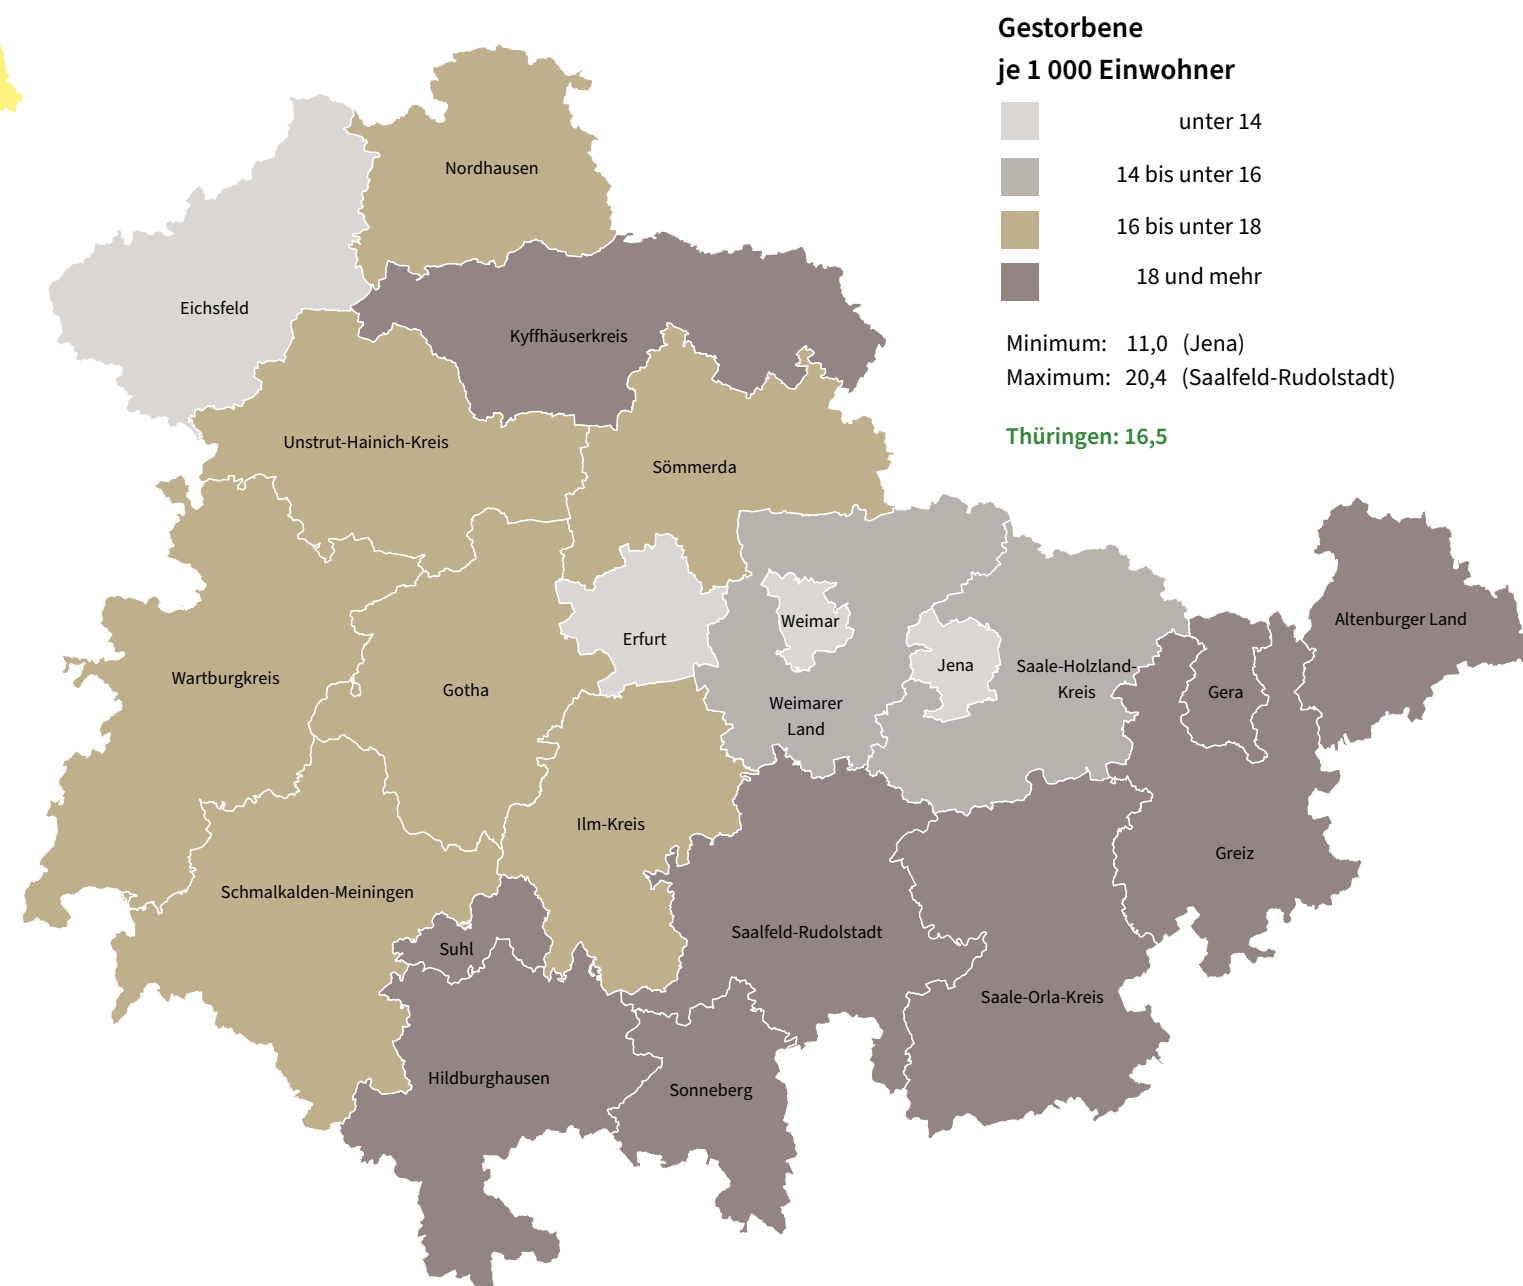 Gestorbene
je 1 000 Einwohner
unter 14
14 bis unter 16
16 bis unter 18
18 und mehr
Minimum: 11,0 (Jena)
Maximum: 20,4 (Saalfeld-Rudolstadt)
Thüringen: 16,5
Nordhausen
Eichsfeld
Kyffhäuserkreis
Unstrut-Hainich-Kreis
Sömmerda
Wartburgkreis
Gotha
Erfurt
Weimar
Weimarer
Land
Jena
Saale-Holzland-
Kreis
Gera
Altenburger Land
Greiz
Ilm-Kreis
Schmalkalden-Meiningen
Suhl
Saalfeld-Rudolstadt
Saale-Orla-Kreis
Hildburghausen
Sonneberg